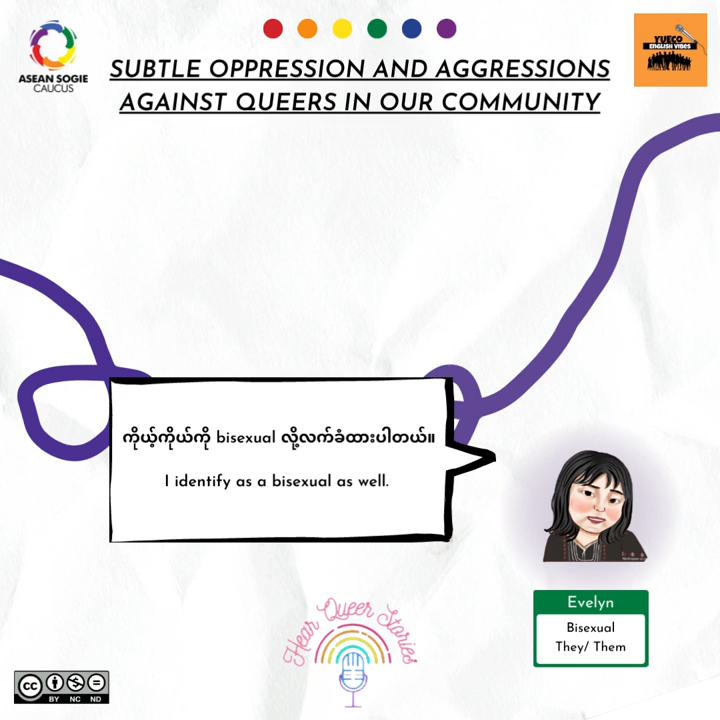 ASEAN SOGIE
CAUCUS
SUBTLE OPPRESSION AND AGGRESSIONS
AGAINST QUEERS IN OUR COMMUNITY
YUECO
ENGLISH VIBES
ကိုယ့်ကိုယ်ကို bisexual လို့လက်ခံထားပါတယ်။
I identify as a bisexual as well.
Evelyn
Bisexual
They/ Them
Hear Queer Stories
CC BY NC ND